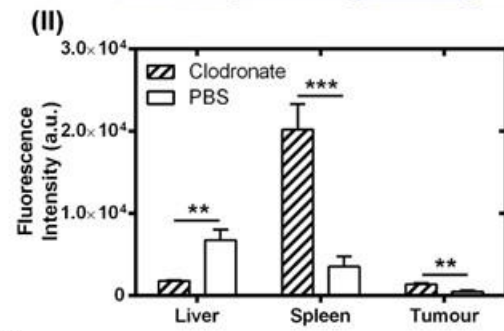 (II)
3.0×10⁴
Clodronate
***
PBS
2.0×10⁴
Fluorescence
Intensity (a.u.)
1.0×10⁴
**
**
0
Liver Spleen Tumour